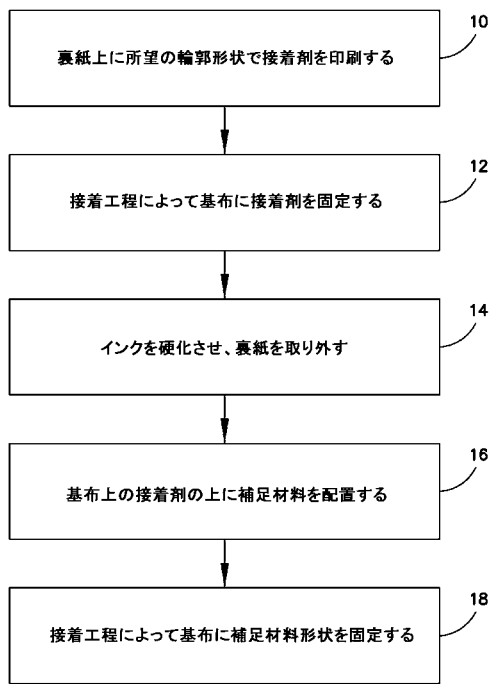 10
裏紙上に所望の輪郭形状で接着剤を印刷する
12
接着工程によって基布に接着剤を固定する
14
インクを硬化させ、裏紙を取り外す
16
基布上の接着剤の上に補足材料を配置する
18
接着工程によって基布に補足材料形状を固定する